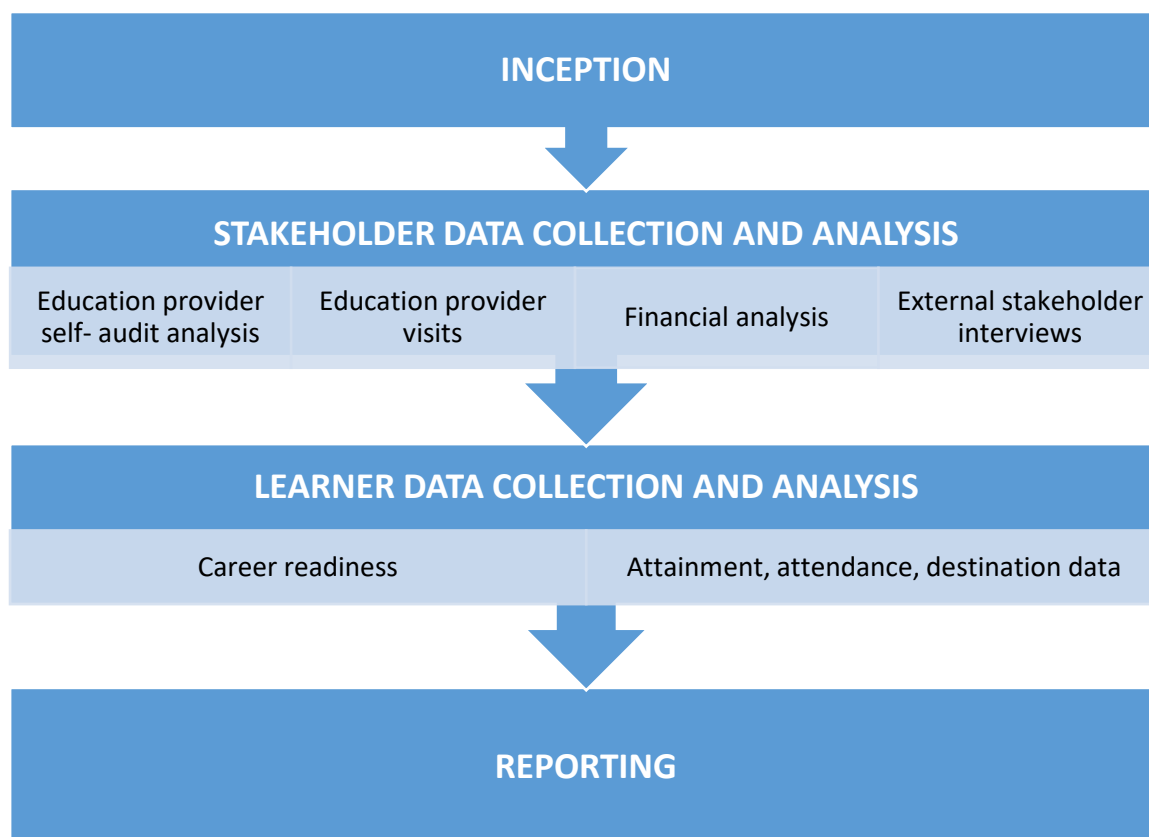 INCEPTION
STAKEHOLDER DATA COLLECTION AND ANALYSIS
Education provider
self- audit analysis
Education provider
visits
Financial analysis
External stakeholder
interviews
LEARNER DATA COLLECTION AND ANALYSIS
Career readiness
Attainment, attendance, destination data
REPORTING